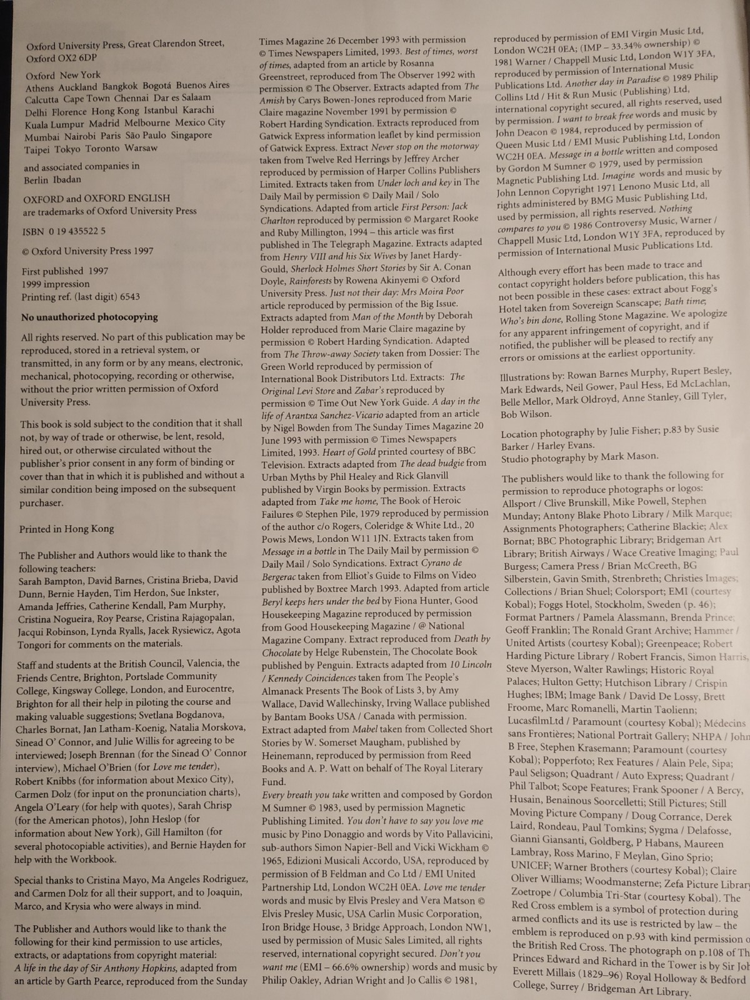 Oxford University Press, Great Clarendon Street,
Oxford OX2 6DP
Oxford New York
Athens Auckland Bangkok Bogotá Buenos Aires
Calcutta Cape Town Chennai Dar es Salaam
Delhi Florence Hong Kong Istanbul Karachi
Kuala Lumpur Madrid Melbourne Mexico City
Mumbai Nairobi Paris São Paulo Singapore
Taipei Tokyo Toronto Warsaw
and associated companies in
Berlin Ibadan
OXFORD and OXFORD ENGLISH
are trademarks of Oxford University Press
ISBN 0 19 435522 5
© Oxford University Press 1997
First published 1997
1999 impression
Printing ref. (last digit) 6543
No unauthorized photocopying
All rights reserved. No part of this publication may be
reproduced, stored in a retrieval system, or
transmitted, in any form or by any means, electronic,
mechanical, photocopying, recording or otherwise,
without the prior written permission of Oxford
University Press.
This book is sold subject to the condition that it shall
not, by way of trade or otherwise, be lent, resold,
hired out, or otherwise circulated without the
publisher's prior consent in any form of binding or
cover than that in which it is published and without a
similar condition being imposed on the subsequent
purchaser.
Printed in Hong Kong
The Publisher and Authors would like to thank the
following teachers:
Sarah Bampton, David Barnes, Cristina Brieba, David
Dunn, Bernie Hayden, Tim Herdon, Sue Inkster,
Amanda Jeffries, Catherine Kendall, Pam Murphy,
Cristina Nogueira, Roy Pearse, Cristina Rajagopalan,
Jacqui Robinson, Lynda Ryalls, Jacek Rysiewicz, Agota
Tongori for comments on the materials.
Staff and students at the British Council, Valencia, the
Friends Centre, Brighton, Portslade Community
College, Kingsway College, London, and Eurocentre,
Brighton for all their help in piloting the course and
making valuable suggestions; Svetlana Bogdanova,
Charles Bornat, Jan Latham-Koenig, Natalia Morskova,
Sinead O' Connor, and Julie Willis for agreeing to be
interviewed; Joseph Brennan (for the Sinead O' Connor
interview), Michael O'Brien (for Love me tender),
Robert Knibbs (for information about Mexico City),
Carmen Dolz (for input on the pronunciation charts),
Angela O'Leary (for help with quotes), Sarah Chrisp
(for the American photos), John Heslop (for
information about New York), Gill Hamilton (for
several photocopiable activities), and Bernie Hayden for
help with the Workbook.
Special thanks to Cristina Mayo, Ma Angeles Rodriguez,
and Carmen Dolz for all their support, and to Joaquin,
Marco, and Krysia who were always in mind.
The Publisher and Authors would like to thank the
following for their kind permission to use articles,
extracts, or adaptations from copyright material:
A life in the day of Sir Anthony Hopkins, adapted from
an article by Garth Pearce, reproduced from the Sunday
Times Magazine 26 December 1993 with permission
© Times Newspapers Limited, 1993. Best of times, worst
of times, adapted from an article by Rosanna
Greenstreet, reproduced from The Observer 1992 with
permission © The Observer. Extracts adapted from The
Amish by Carys Bowen-Jones reproduced from Marie
Claire magazine November 1991 by permission ©
Robert Harding Syndication. Extracts reproduced from
Gatwick Express information leaflet by kind permission
of Gatwick Express. Extract Never stop on the motorway
taken from Twelve Red Herrings by Jeffrey Archer
reproduced by permission of Harper Collins Publishers
Limited. Extracts taken from Under loch and key in The
Daily Mail by permission © Daily Mail / Solo
Syndications. Adapted from article First Person: Jack
Charlton reproduced by permission © Margaret Rooke
and Ruby Millington, 1994 – this article was first
published in The Telegraph Magazine. Extracts adapted
from Henry VIII and his Six Wives by Janet Hardy-
Gould, Sherlock Holmes Short Stories by Sir A. Conan
Doyle, Rainforests by Rowena Akinyemi © Oxford
University Press. Just not their day: Mrs Moira Poor
article reproduced by permission of the Big Issue.
Extracts adapted from Man of the Month by Deborah
Holder reproduced from Marie Claire magazine by
permission © Robert Harding Syndication. Adapted
from The Throw-away Society taken from Dossier: The
Green World reproduced by permission of
International Book Distributors Ltd. Extracts: The
Original Levi Store and Zabar's reproduced by
permission © Time Out New York Guide. A day in the
life of Arantxa Sanchez-Vicario adapted from an article
by Nigel Bowden from The Sunday Times Magazine 20
June 1993 with permission © Times Newspapers
Limited, 1993. Heart of Gold printed courtesy of BBC
Television. Extracts adapted from The dead budgie from
Urban Myths by Phil Healey and Rick Glanvill
published by Virgin Books by permission. Extracts
adapted from Take me home, The Book of Heroic
Failures © Stephen Pile, 1979 reproduced by permission
of the author c/o Rogers, Coleridge & White Ltd., 20
Powis Mews, London W11 1JN. Extracts taken from
Message in a bottle in The Daily Mail by permission ©
Daily Mail / Solo Syndications. Extract Cyrano de
Bergerac taken from Elliot's Guide to Films on Video
published by Boxtree March 1993. Adapted from article
Beryl keeps hers under the bed by Fiona Hunter, Good
Housekeeping Magazine reproduced by permission
from Good Housekeeping Magazine / @ National
Magazine Company. Extract reproduced from Death by
Chocolate by Helge Rubenstein, The Chocolate Book
published by Penguin. Extracts adapted from 10 Lincoln
/ Kennedy Coincidences taken from The People's
Almanack Presents The Book of Lists 3, by Amy
Wallace, David Wallechinsky, Irving Wallace published
by Bantam Books USA / Canada with permission.
Extract adapted from Mabel taken from Collected Short
Stories by W. Somerset Maugham, published by
Heinemann, reproduced by permission from Reed
Books and A. P. Watt on behalf of The Royal Literary
Fund.
Every breath you take written and composed by Gordon
M Sumner © 1983, used by permission Magnetic
Publishing Limited. You don't have to say you love me
music by Pino Donaggio and words by Vito Pallavicini,
sub-authors Simon Napier-Bell and Vicki Wickham ©
1965, Edizioni Musicali Accordo, USA, reproduced by
permission of B Feldman and Co Ltd / EMI United
Partnership Ltd, London WC2H 0EA. Love me tender
words and music by Elvis Presley and Vera Matson ©
Elvis Presley Music, USA Carlin Music Corporation,
Iron Bridge House, 3 Bridge Approach, London NW1,
used by permission of Music Sales Limited, all rights
reserved, international copyright secured. Don't you
want me (EMI – 66.6% ownership) words and music by
Philip Oakley, Adrian Wright and Jo Callis © 1981,
reproduced by permission of EMI Virgin Music Ltd,
London WC2H 0EA; (IMP – 33.34% ownership) ©
1981 Warner / Chappell Music Ltd, London W1Y 3FA,
reproduced by permission of International Music
Publications Ltd. Another day in Paradise © 1989 Philip
Collins Ltd / Hit & Run Music (Publishing) Ltd,
international copyright secured, all rights reserved, used
by permission. I want to break free words and music by
John Deacon © 1984, reproduced by permission of
Queen Music Ltd / EMI Music Publishing Ltd, London
WC2H 0EA. Message in a bottle written and composed
by Gordon M Sumner © 1979, used by permission
Magnetic Publishing Ltd. Imagine words and music by
John Lennon Copyright 1971 Lenono Music Ltd, all
rights administered by BMG Music Publishing Ltd,
used by permission, all rights reserved. Nothing
compares to you © 1986 Controversy Music, Warner /
Chappell Music Ltd, London W1Y 3FA, reproduced by
permission of International Music Publications Ltd.
Although every effort has been made to trace and
contact copyright holders before publication, this has
not been possible in these cases: extract about Fogg's
Hotel taken from Sovereign Scanscape; Bath time;
Who's bin done, Rolling Stone Magazine. We apologize
for any apparent infringement of copyright, and if
notified, the publisher will be pleased to rectify any
errors or omissions at the earliest opportunity.
Illustrations by: Rowan Barnes Murphy, Rupert Besley,
Mark Edwards, Neil Gower, Paul Hess, Ed McLachlan,
Belle Mellor, Mark Oldroyd, Anne Stanley, Gill Tyler,
Bob Wilson.
Location photography by Julie Fisher; p.83 by Susie
Barker / Harley Evans.
Studio photography by Mark Mason.
The publishers would like to thank the following for
permission to reproduce photographs or logos:
Allsport / Clive Brunskill, Mike Powell, Stephen
Munday; Antony Blake Photo Library / Milk Marque;
Assignments Photographers; Catherine Blackie; Alex
Bornat; BBC Photographic Library; Bridgeman Art
Library; British Airways / Wace Creative Imaging; Paul
Burgess; Camera Press / Brian McCreeth, BG
Silberstein, Gavin Smith, Strenbreth; Christies Images;
Collections / Brian Shuel; Colorsport; EMI (courtesy
Kobal); Foggs Hotel, Stockholm, Sweden (p. 46);
Format Partners / Pamela Alassmann, Brenda Prince;
Geoff Franklin; The Ronald Grant Archive; Hammer /
United Artists (courtesy Kobal); Greenpeace; Robert
Harding Picture Library / Robert Francis, Simon Harris,
Steve Myerson, Walter Rawlings; Historic Royal
Palaces; Hulton Getty; Hutchison Library / Crispin
Hughes; IBM; Image Bank / David De Lossy, Brett
Froome, Marc Romanelli, Martin Taolienn;
LucasfilmLtd / Paramount (courtesy Kobal); Médecins
sans Frontières; National Portrait Gallery; NHPA / John
B Free, Stephen Krasemann; Paramount (courtesy
Kobal); Popperfoto; Rex Features / Alain Pele, Sipa;
Paul Seligson; Quadrant / Auto Express; Quadrant /
Phil Talbot; Scope Features; Frank Spooner / A Bercy,
Husain, Benainous Soorcelletti; Still Pictures; Still
Moving Picture Company / Doug Corrance, Derek
Laird, Rondeau, Paul Tomkins; Sygma / Delafosse,
Gianni Giansanti, Goldberg, P Habans, Maureen
Lambray, Ross Marino, F Meylan, Gino Sprio;
UNICEF; Warner Brothers (courtesy Kobal); Claire
Oliver Williams; Woodmansterne; Zefa Picture Library
Zoetrope / Columbia Tri-Star (courtesy Kobal). The
Red Cross emblem is a symbol of protection during
armed conflicts and its use is restricted by law – the
emblem is reproduced on p.93 with kind permission o
the British Red Cross. The photograph on p.108 of Th
Princes Edward and Richard in the Tower is by Sir Joh
Everett Millais (1829–96) Royal Holloway & Bedford
College, Surrey / Bridgeman Art Library.